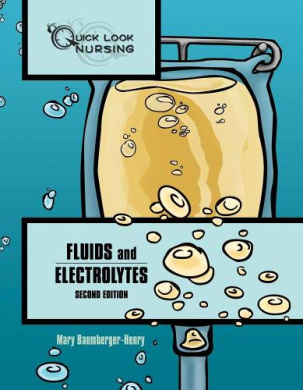 QUICK LOOK
NURSING
FLUIDS and
ELECTROLYTES
SECOND EDITION
Mary Baumberger-Henry